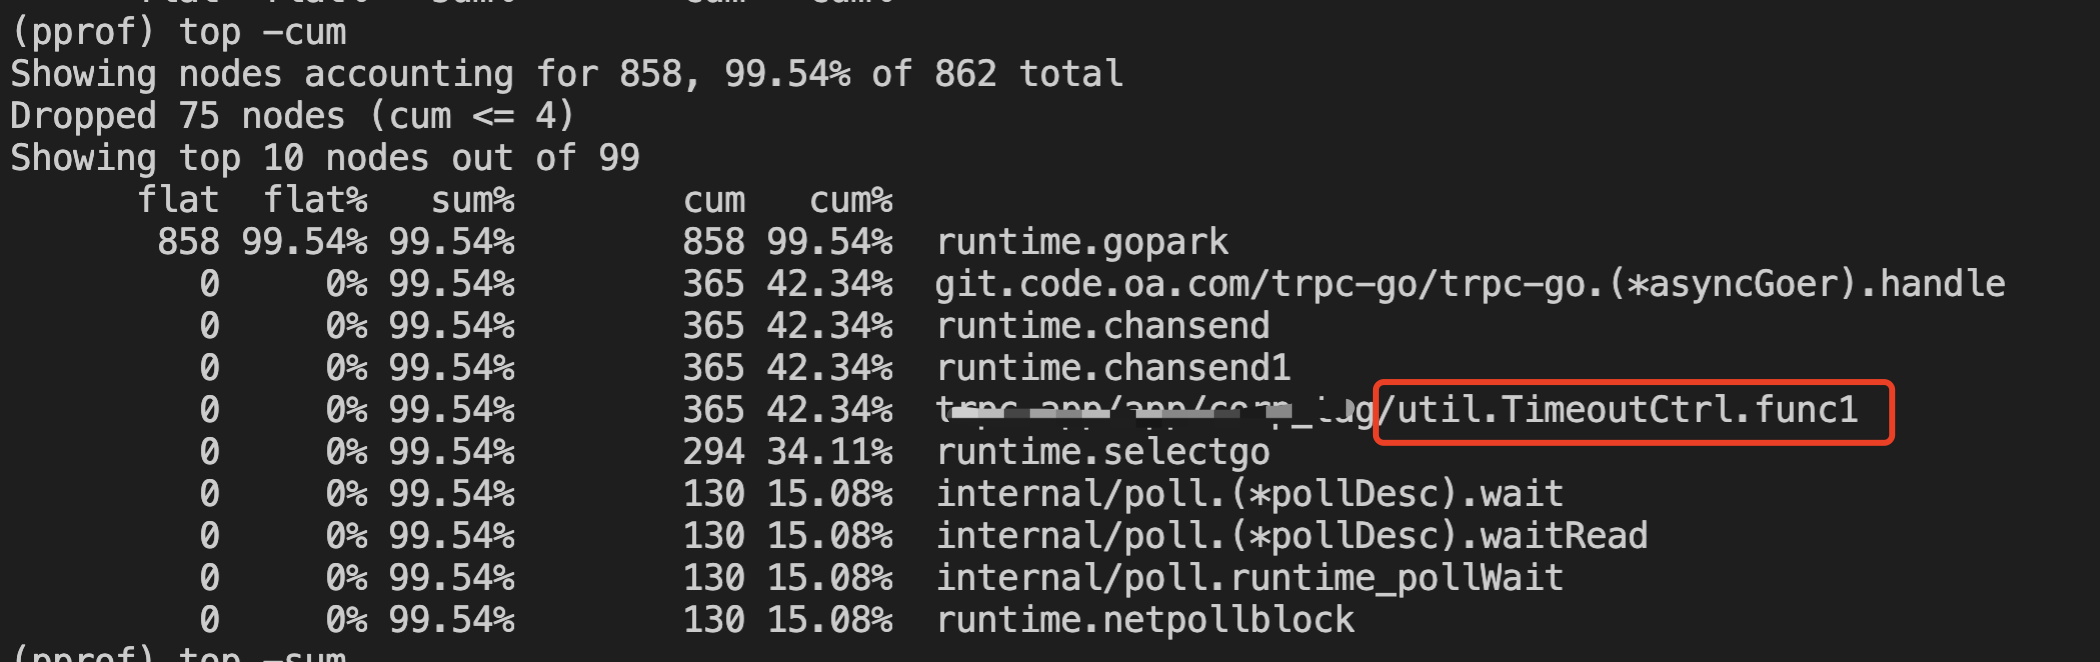 (pprof) top -cum
Showing nodes accounting for 858, 99.54% of 862 total
Dropped 75 nodes (cum <= 4)
Showing top 10 nodes out of 99
flat flat% sum% cum cum%
858 99.54% 99.54% 858 99.54% runtime.gopark
0 0% 99.54% 365 42.34% git.code.oa.com/trpc-go/trpc-go.(*asyncGoer).handle
0 0% 99.54% 365 42.34% runtime.chansend
0 0% 99.54% 365 42.34% runtime.chansend1
0 0% 99.54% 365 42.34% /util.TimeoutCtrl.func1
0 0% 99.54% 294 34.11% runtime.selectgo
0 0% 99.54% 130 15.08% internal/poll.(*pollDesc).wait
0 0% 99.54% 130 15.08% internal/poll.(*pollDesc).waitRead
0 0% 99.54% 130 15.08% internal/poll.runtime_pollWait
0 0% 99.54% 130 15.08% runtime.netpollblock
(pprof) top -sum